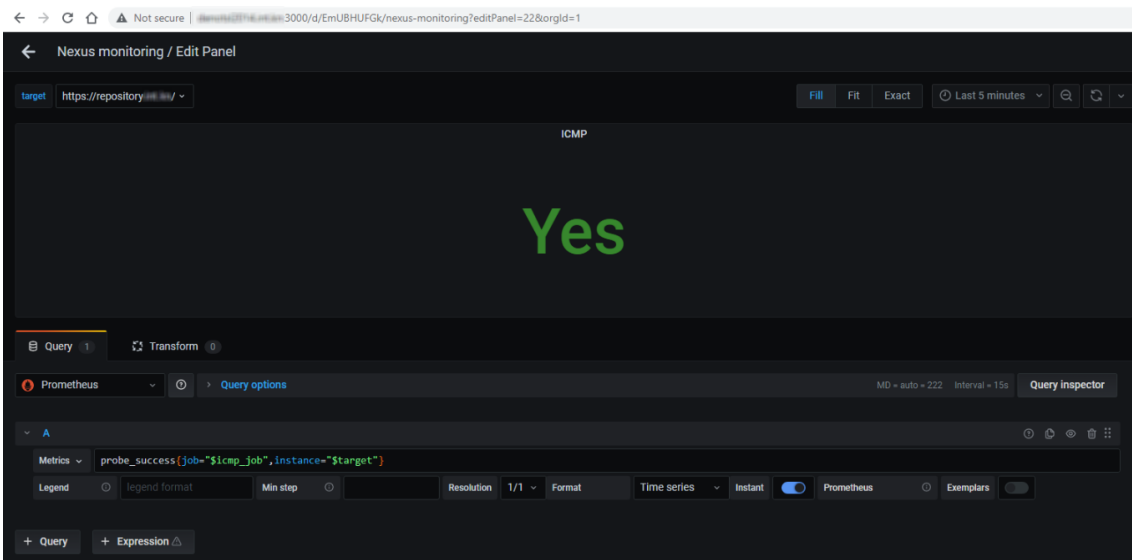 Not secure 3000/d/EmUBHUFGk/nexus-monitoring?editPanel=22&orgId=1
Nexus monitoring / Edit Panel
target https://repository /
Fill Fit Exact Last 5 minutes
ICMP
Yes
Query 1 Transform 0
Prometheus Query options MD = auto = 222 Interval = 15s Query inspector
A
Metrics probe_success{job="$icmp_job",instance="$target"}
Legend legend format Min step Resolution 1/1 Format Time series Instant Prometheus Exemplars
+ Query + Expression